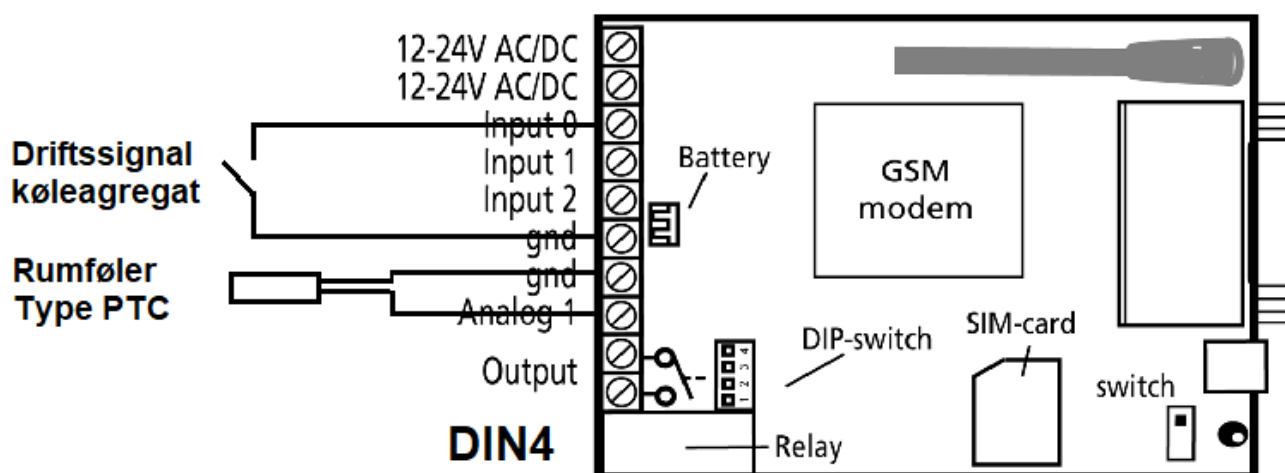 12-24V AC/DC
12-24V AC/DC
Input 0
Input 1
Input 2
gnd
gnd
Analog 1
Output
Driftssignal
køleagregat
Rumføler
Type PTC
DIN4
Battery
GSM
modem
DIP-switch
1 2 3 4
SIM-card
switch
Relay